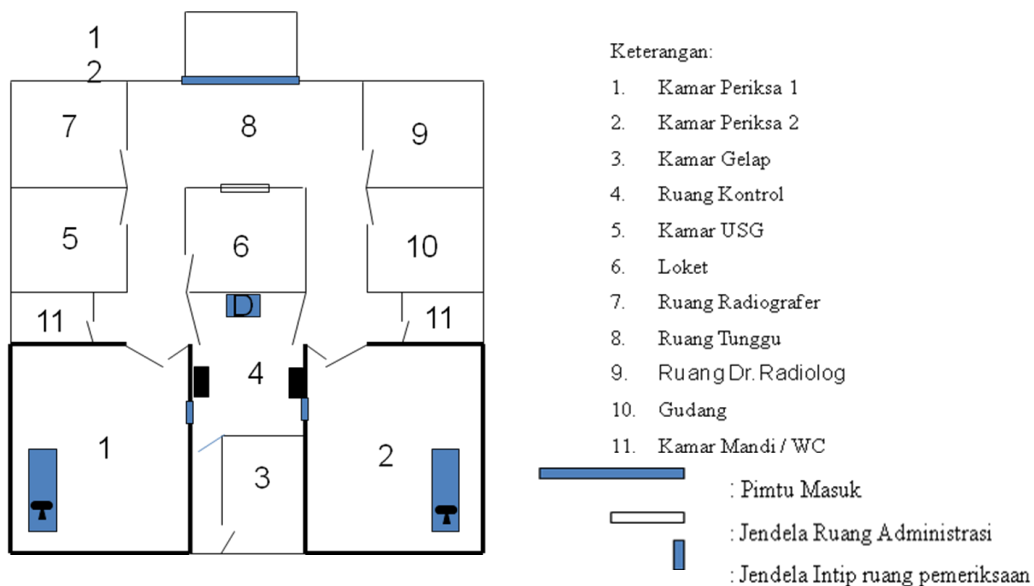 1
2
7
8
9
5
6
10
11
D
11
4
1
2
3
Keterangan:
1. Kamar Periksa 1
2. Kamar Periksa 2
3. Kamar Gelap
4. Ruang Kontrol
5. Kamar USG
6. Loket
7. Ruang Radiografer
8. Ruang Tunggu
9. Ruang Dr. Radiolog
10. Gudang
11. Kamar Mandi / WC
: Pimtu Masuk
: Jendela Ruang Administrasi
: Jendela Intip ruang pemeriksaan